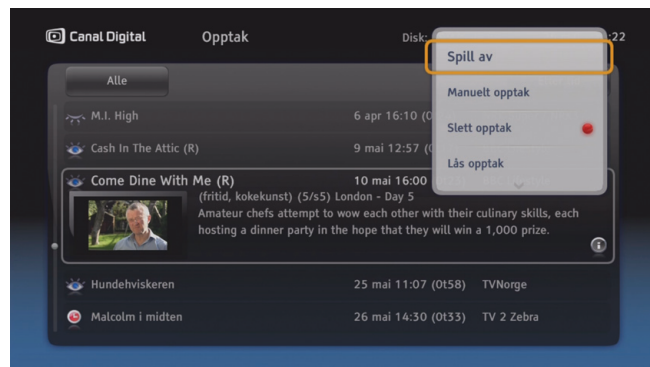 Canal Digital
Opptak
Disk:
:22
Spill av
Alle
Manuelt opptak
M.I. High
6 apr 16:10 (0
Slett opptak
Cash In The Attic (R)
9 mai 12:57 (
Lås opptak
Come Dine With Me (R)
10 mai 16:00
(fritid, kokekunst) (5/s5) London - Day 5
Amateur chefs attempt to wow each other with their culinary skills, each
hosting a dinner party in the hope that they will win a 1,000 prize.
Hundehviskeren
25 mai 11:07 (0t58)
TVNorge
Malcolm i midten
26 mai 14:30 (0t33)
TV 2 Zebra